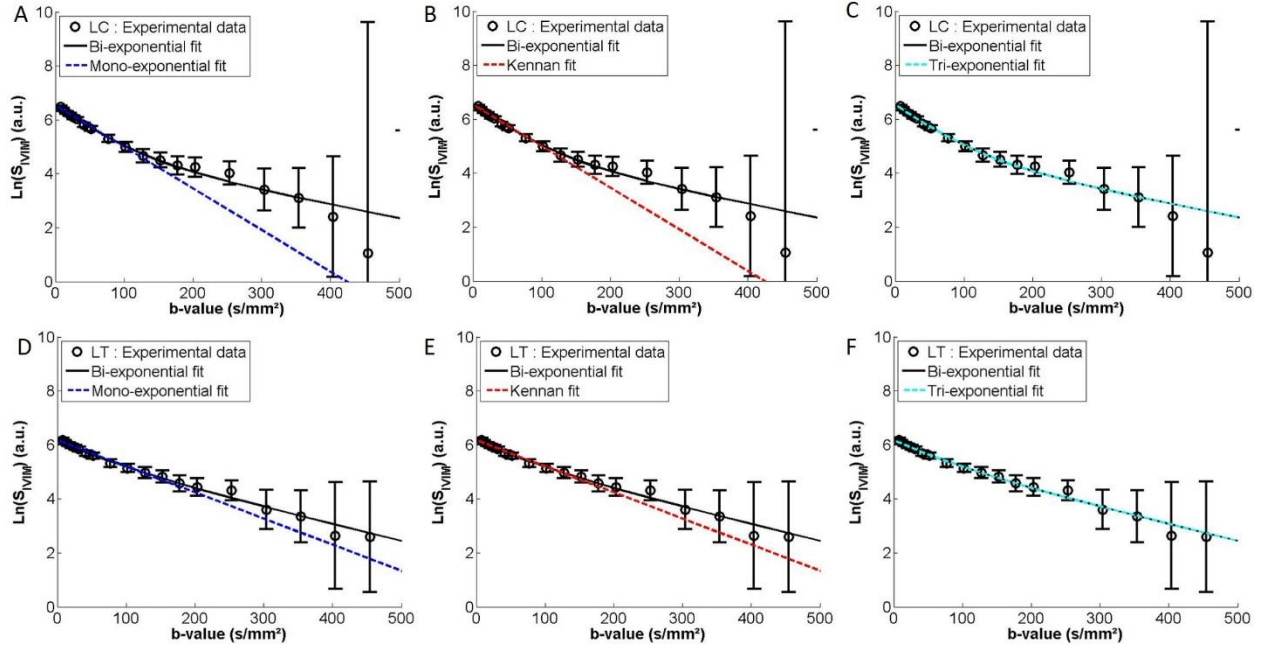 A
LC : Experimental data
Bi-exponential fit
Mono-exponential fit
Ln(S_IVIM) (a.u.)
10
8
6
4
2
0
0 100 200 300 400 500
b-value (s/mm²)
B
LC : Experimental data
Bi-exponential fit
Kennan fit
Ln(S_IVIM) (a.u.)
10
8
6
4
2
0
0 100 200 300 400 500
b-value (s/mm²)
C
LC : Experimental data
Bi-exponential fit
Tri-exponential fit
Ln(S_IVIM) (a.u.)
10
8
6
4
2
0
0 100 200 300 400 500
b-value (s/mm²)
D
LT : Experimental data
Bi-exponential fit
Mono-exponential fit
Ln(S_IVIM) (a.u.)
10
8
6
4
2
0
0 100 200 300 400 500
b-value (s/mm²)
E
LT : Experimental data
Bi-exponential fit
Kennan fit
Ln(S_IVIM) (a.u.)
10
8
6
4
2
0
0 100 200 300 400 500
b-value (s/mm²)
F
LT : Experimental data
Bi-exponential fit
Tri-exponential fit
Ln(S_IVIM) (a.u.)
10
8
6
4
2
0
0 100 200 300 400 500
b-value (s/mm²)